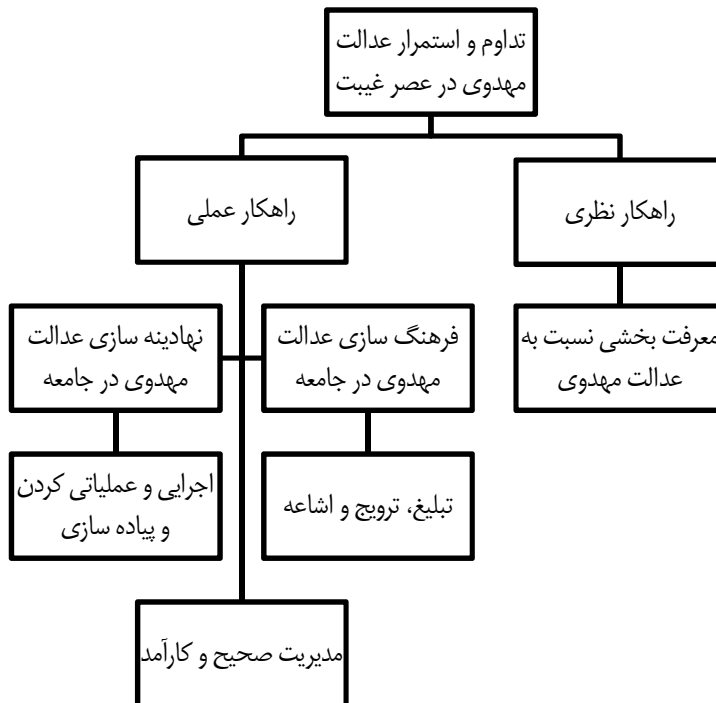 تداوم و استمرار عدالت
مهدوی در عصر غیبت
راهکار نظری
راهکار عملی
معرفت بخشی نسبت به
عدالت مهدوی
فرهنگ سازی عدالت
مهدوی در جامعه
نهادینه سازی عدالت
مهدوی در جامعه
تبلیغ، ترویج و اشاعه
اجرایی و عملیاتی کردن
و پیاده سازی
مدیریت صحیح و کارآمد